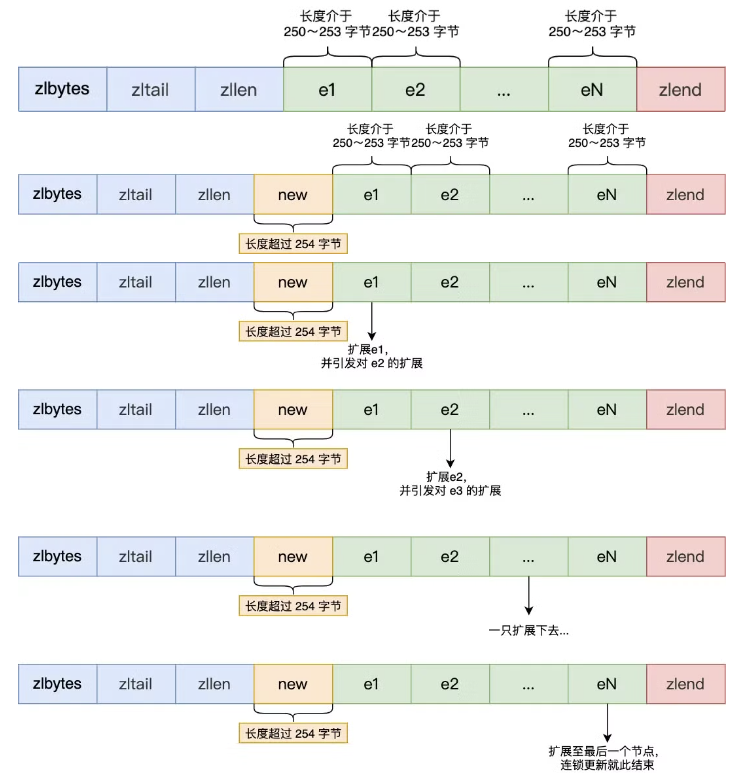 长度介于 长度介于 长度介于
250～253 字节 250～253 字节 250～253 字节
zlbytes zltail zllen e1 e2 ... eN zlend
长度介于 长度介于 长度介于
250～253 字节 250～253 字节 250～253 字节
zlbytes zltail zllen new e1 e2 ... eN zlend
长度超过 254 字节
zlbytes zltail zllen new e1 e2 ... eN zlend
长度超过 254 字节
扩展e1,
并引发对 e2 的扩展
zlbytes zltail zllen new e1 e2 ... eN zlend
长度超过 254 字节
扩展e2,
并引发对 e3 的扩展
zlbytes zltail zllen new e1 e2 ... eN zlend
长度超过 254 字节
一只扩展下去...
zlbytes zltail zllen new e1 e2 ... eN zlend
长度超过 254 字节
扩展至最后一个节点,
连锁更新就此结束